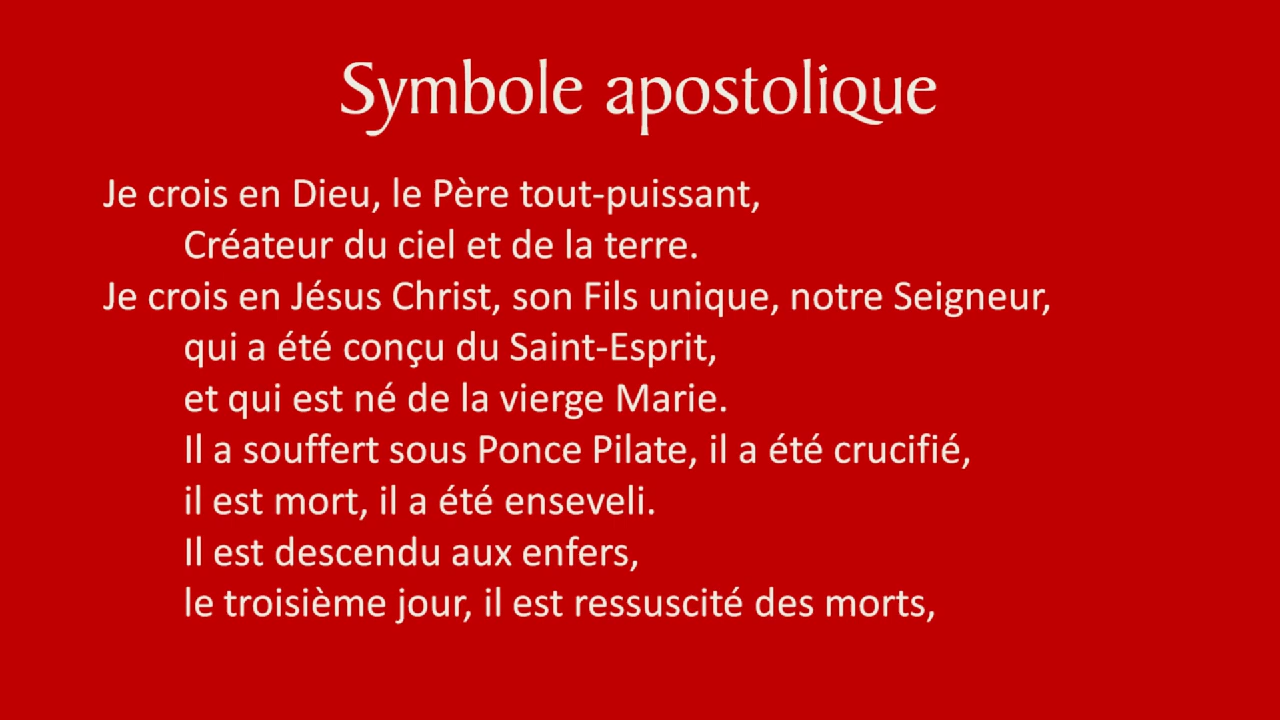 Symbole apostolique
Je crois en Dieu, le Père tout-puissant,
Créateur du ciel et de la terre.
Je crois en Jésus Christ, son Fils unique, notre Seigneur,
qui a été conçu du Saint-Esprit,
et qui est né de la vierge Marie.
Il a souffert sous Ponce Pilate, il a été crucifié,
il est mort, il a été enseveli.
Il est descendu aux enfers,
le troisième jour, il est ressuscité des morts,